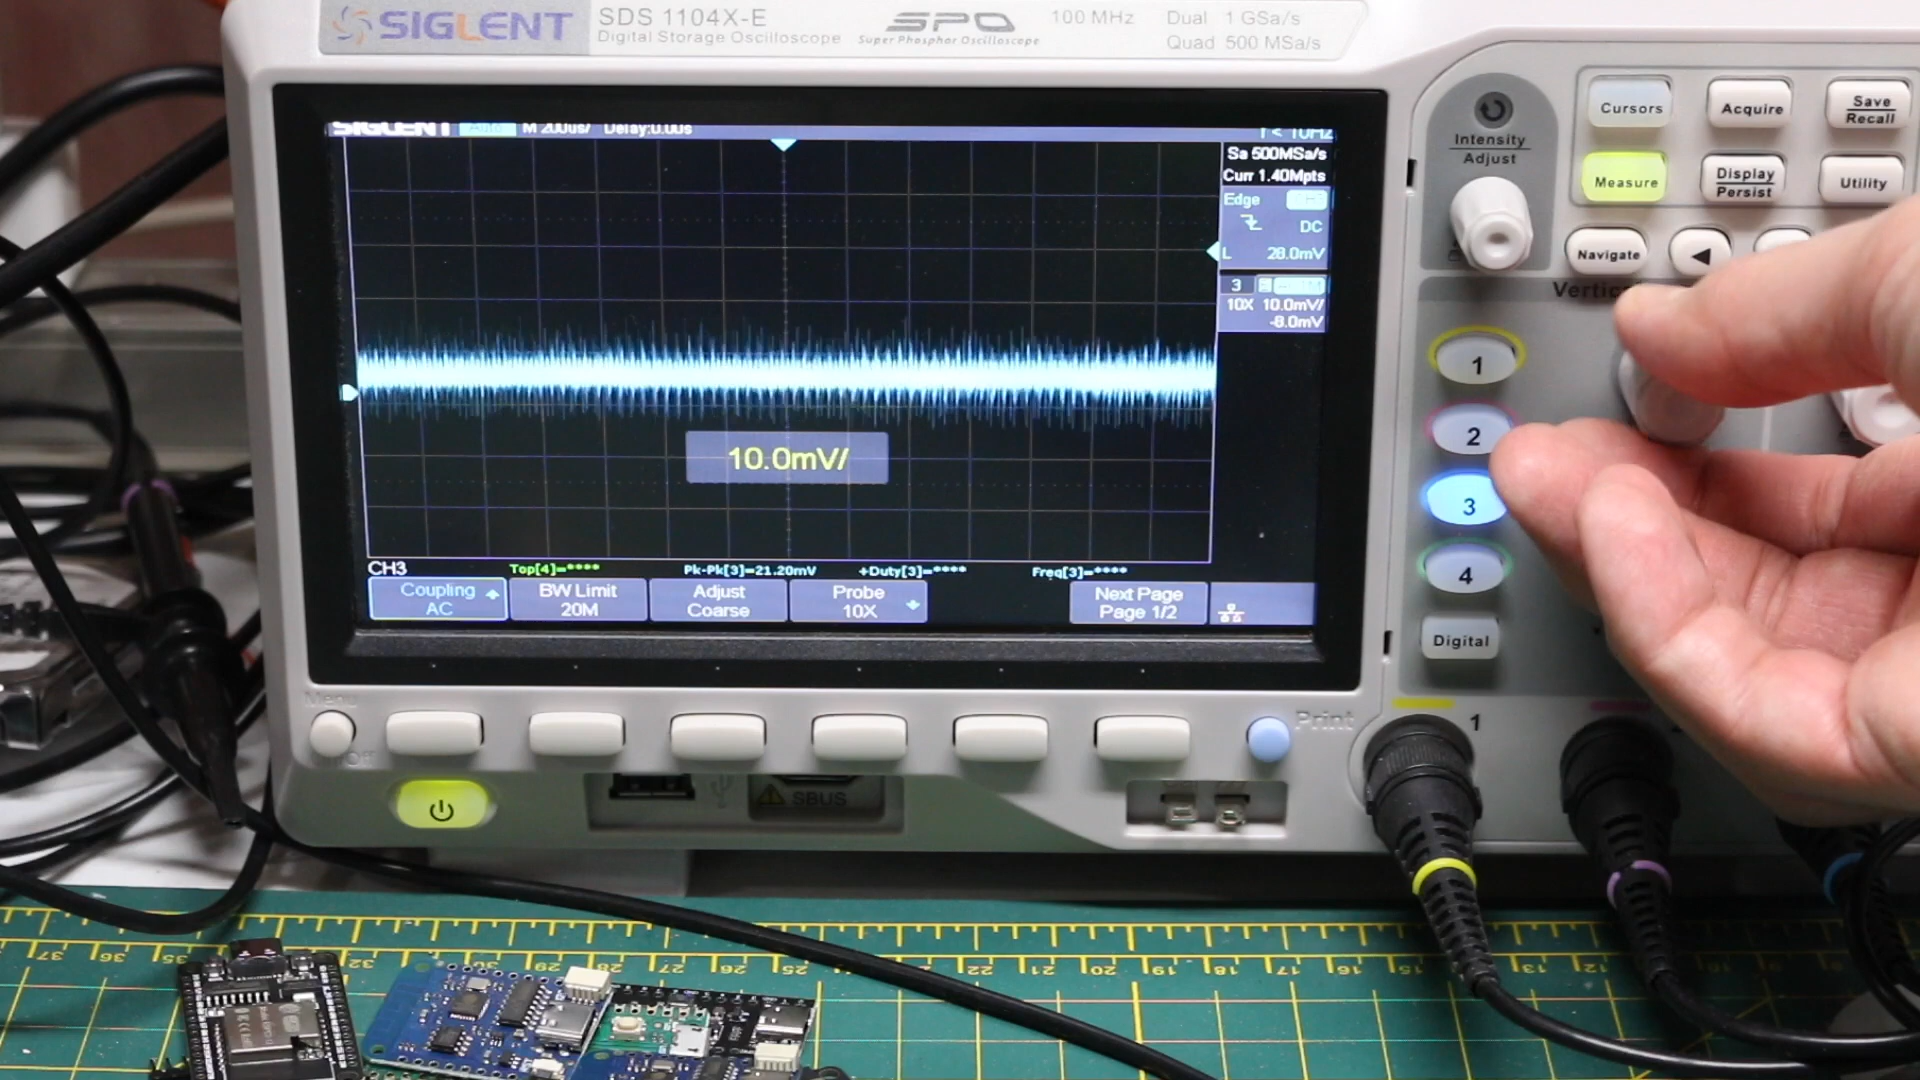 SIGLENT
SDS 1104X-E
Digital Storage Oscilloscope
SPO
Super Phosphor Oscilloscope
100 MHz
Dual 1 GSa/s
Quad 500 MSa/s
SIGLENT Auto M 200us/ Delay:0.00s
f < 10Hz
Sa 500MSa/s
Curr 1.40Mpts
Edge
DC
L 28.0mV
3
10X 10.0mV/
-8.0mV
10.0mV/
CH3
Top[4]=****
Pk-Pk[3]=21.20mV
+Duty[3]=****
Freq[3]=****
Coupling
AC
BW Limit
20M
Adjust
Coarse
Probe
10X
Next Page
Page 1/2
Intensity
Adjust
Cursors
Acquire
Save
Recall
Measure
Display
Persist
Utility
Navigate
1
2
3
4
Digital
Menu
Print
SBUS
1